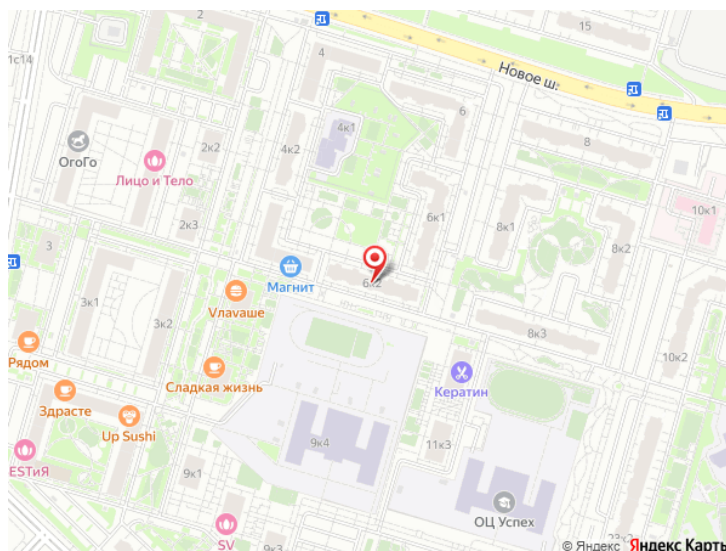 2
15
1с14
4
Новое ш.
6
4к1
8
ОгоГо
2к2
4к2
Лицо и Тело
10к1
6к1
8к1
2к3
8к2
3
Магнит
6к2
Vлаvаше
3к1
3к2
8к3
10к2
Рядом
Сладкая жизнь
Кератин
Здрасте
Up Sushi
9к4
11к3
ESTиЯ
9к1
ОЦ Успех
SV
9к3
23к2
© Яндекс Яндекс Карты